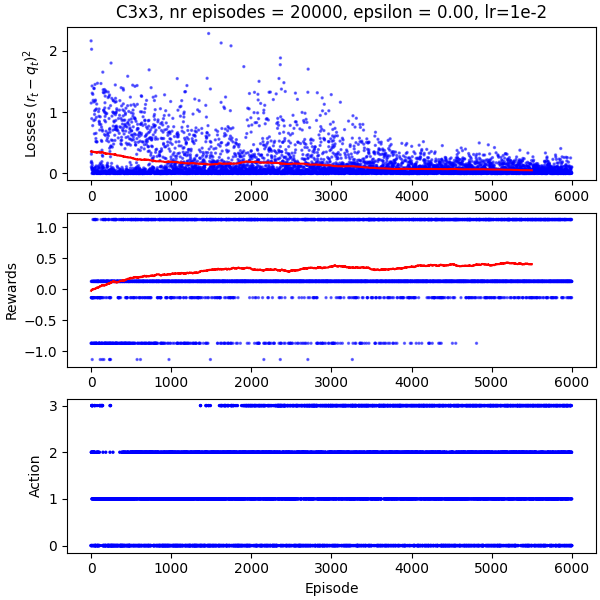 C3x3, nr episodes = 20000, epsilon = 0.00, lr=1e-2
Losses $(r_t - q_t)^2$
2
1
0
0 1000 2000 3000 4000 5000 6000
Rewards
1.0
0.5
0.0
−0.5
−1.0
0 1000 2000 3000 4000 5000 6000
Action
3
2
1
0
0 1000 2000 3000 4000 5000 6000
Episode